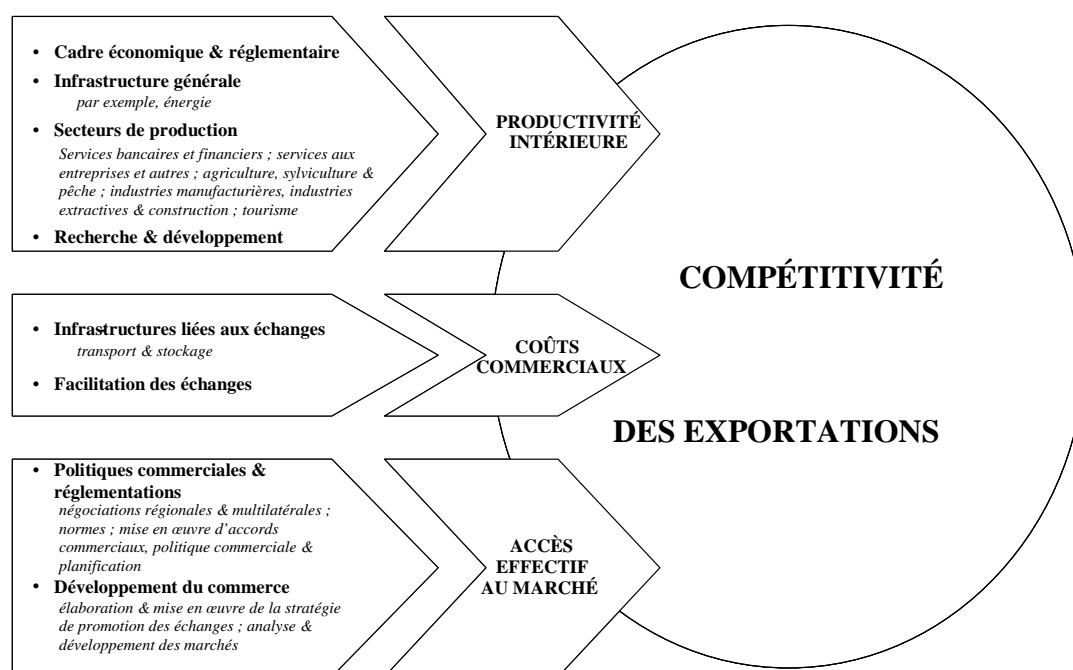 • Cadre économique & réglementaire
• Infrastructure générale
par exemple, énergie
• Secteurs de production
Services bancaires et financiers ; services aux
entreprises et autres ; agriculture, sylviculture &
pêche ; industries manufacturières, industries
extractives & construction ; tourisme
• Recherche & développement
PRODUCTIVITÉ
INTÉRIEURE
• Infrastructures liées aux échanges
transport & stockage
• Facilitation des échanges
COÛTS
COMMERCIAUX
• Politiques commerciales &
réglementations
négociations régionales & multilatérales ;
normes ; mise en œuvre d’accords
commerciaux, politique commerciale &
planification
• Développement du commerce
élaboration & mise en œuvre de la stratégie
de promotion des échanges ; analyse &
développement des marchés
ACCÈS
EFFECTIF
AU MARCHÉ
COMPÉTITIVITÉ
DES EXPORTATIONS